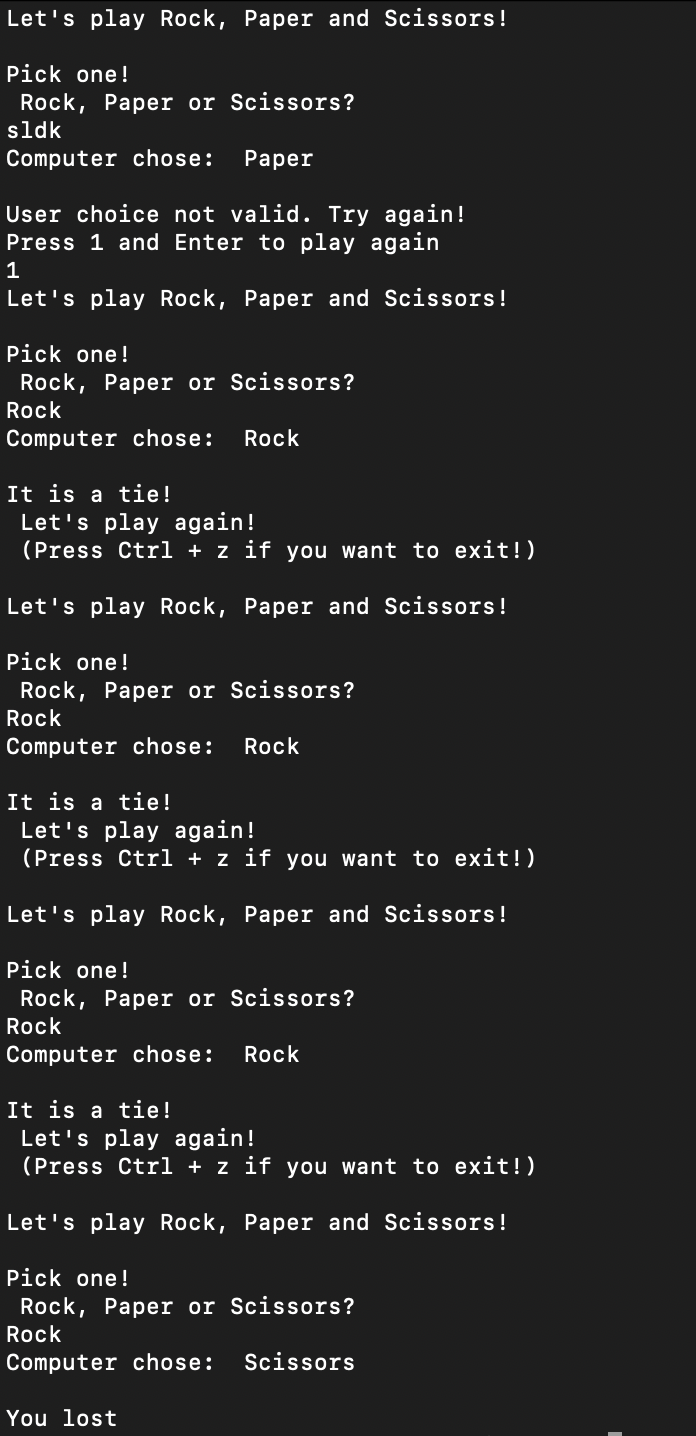 Let's play Rock, Paper and Scissors!
Pick one!
Rock, Paper or Scissors?
sldk
Computer chose:  Paper
User choice not valid. Try again!
Press 1 and Enter to play again
1
Let's play Rock, Paper and Scissors!
Pick one!
Rock, Paper or Scissors?
Rock
Computer chose:  Rock
It is a tie!
Let's play again!
(Press Ctrl + z if you want to exit!)
Let's play Rock, Paper and Scissors!
Pick one!
Rock, Paper or Scissors?
Rock
Computer chose:  Rock
It is a tie!
Let's play again!
(Press Ctrl + z if you want to exit!)
Let's play Rock, Paper and Scissors!
Pick one!
Rock, Paper or Scissors?
Rock
Computer chose:  Rock
It is a tie!
Let's play again!
(Press Ctrl + z if you want to exit!)
Let's play Rock, Paper and Scissors!
Pick one!
Rock, Paper or Scissors?
Rock
Computer chose:  Scissors
You lost